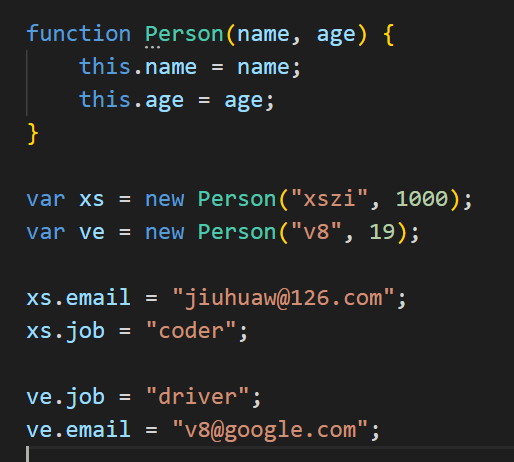 function Person(name, age) {
    this.name = name;
    this.age = age;
}
var xs = new Person("xszi", 1000);
var ve = new Person("v8", 19);
xs.email = "jiuhuaw@126.com";
xs.job = "coder";
ve.job = "driver";
ve.email = "v8@google.com";